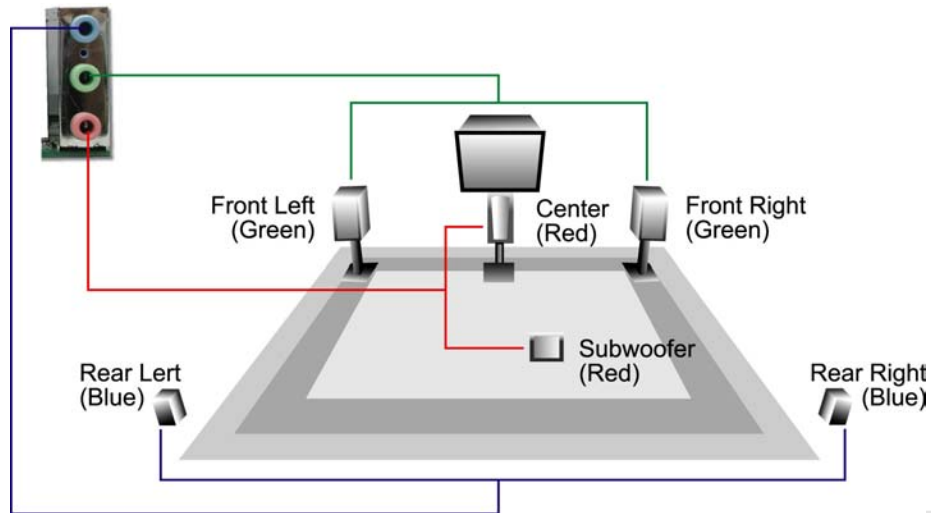 Front Left
(Green)
Center
(Red)
Front Right
(Green)
Subwoofer
(Red)
Rear Lert
(Blue)
Rear Right
(Blue)